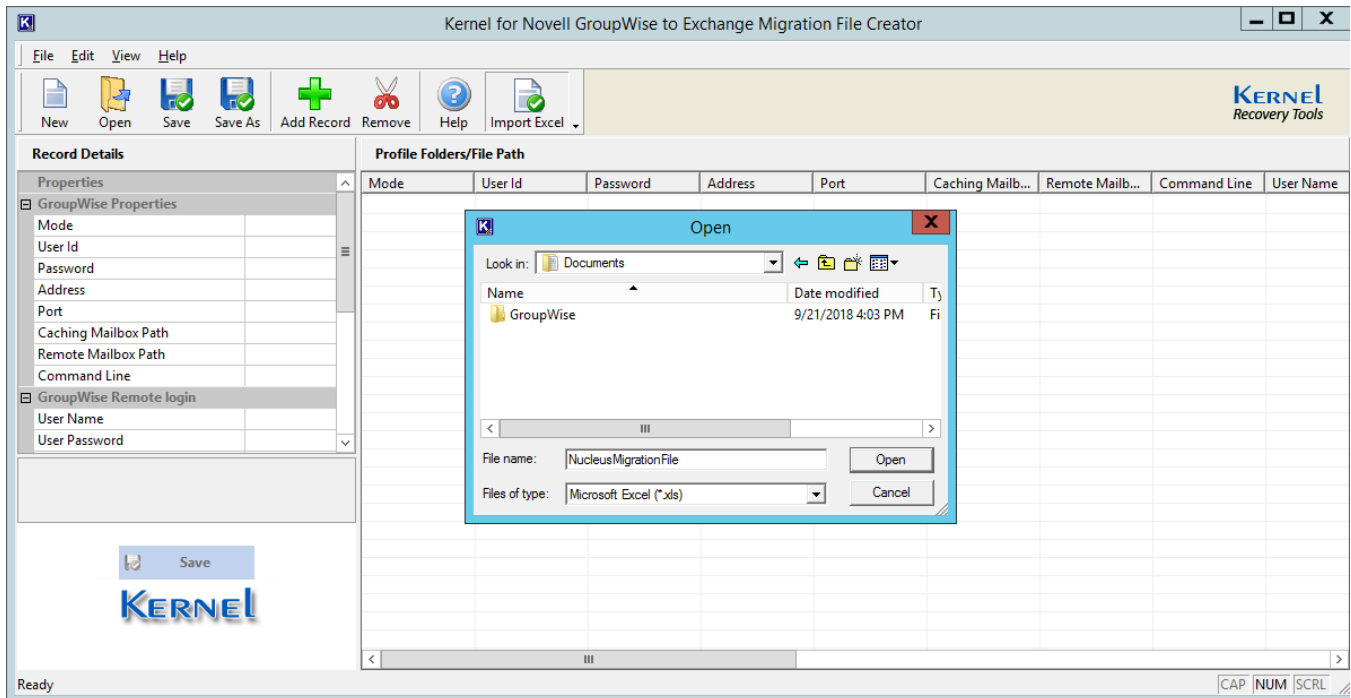 Kernel for Novell GroupWise to Exchange Migration File Creator
File Edit View Help
New Open Save Save As Add Record Remove Help Import Excel
KERNEL
Recovery Tools
Record Details
Profile Folders/File Path
Properties
GroupWise Properties
Mode
User Id
Password
Address
Port
Caching Mailbox Path
Remote Mailbox Path
Command Line
GroupWise Remote login
User Name
User Password
Mode User Id Password Address Port Caching Mailb... Remote Mailb... Command Line User Name
Open
Look in: Documents
Name Date modified Ty
GroupWise 9/21/2018 4:03 PM Fi
File name: NucleusMigrationFile Open
Files of type: Microsoft Excel (*.xls) Cancel
Save
KERNEL
Ready CAP NUM SCRL